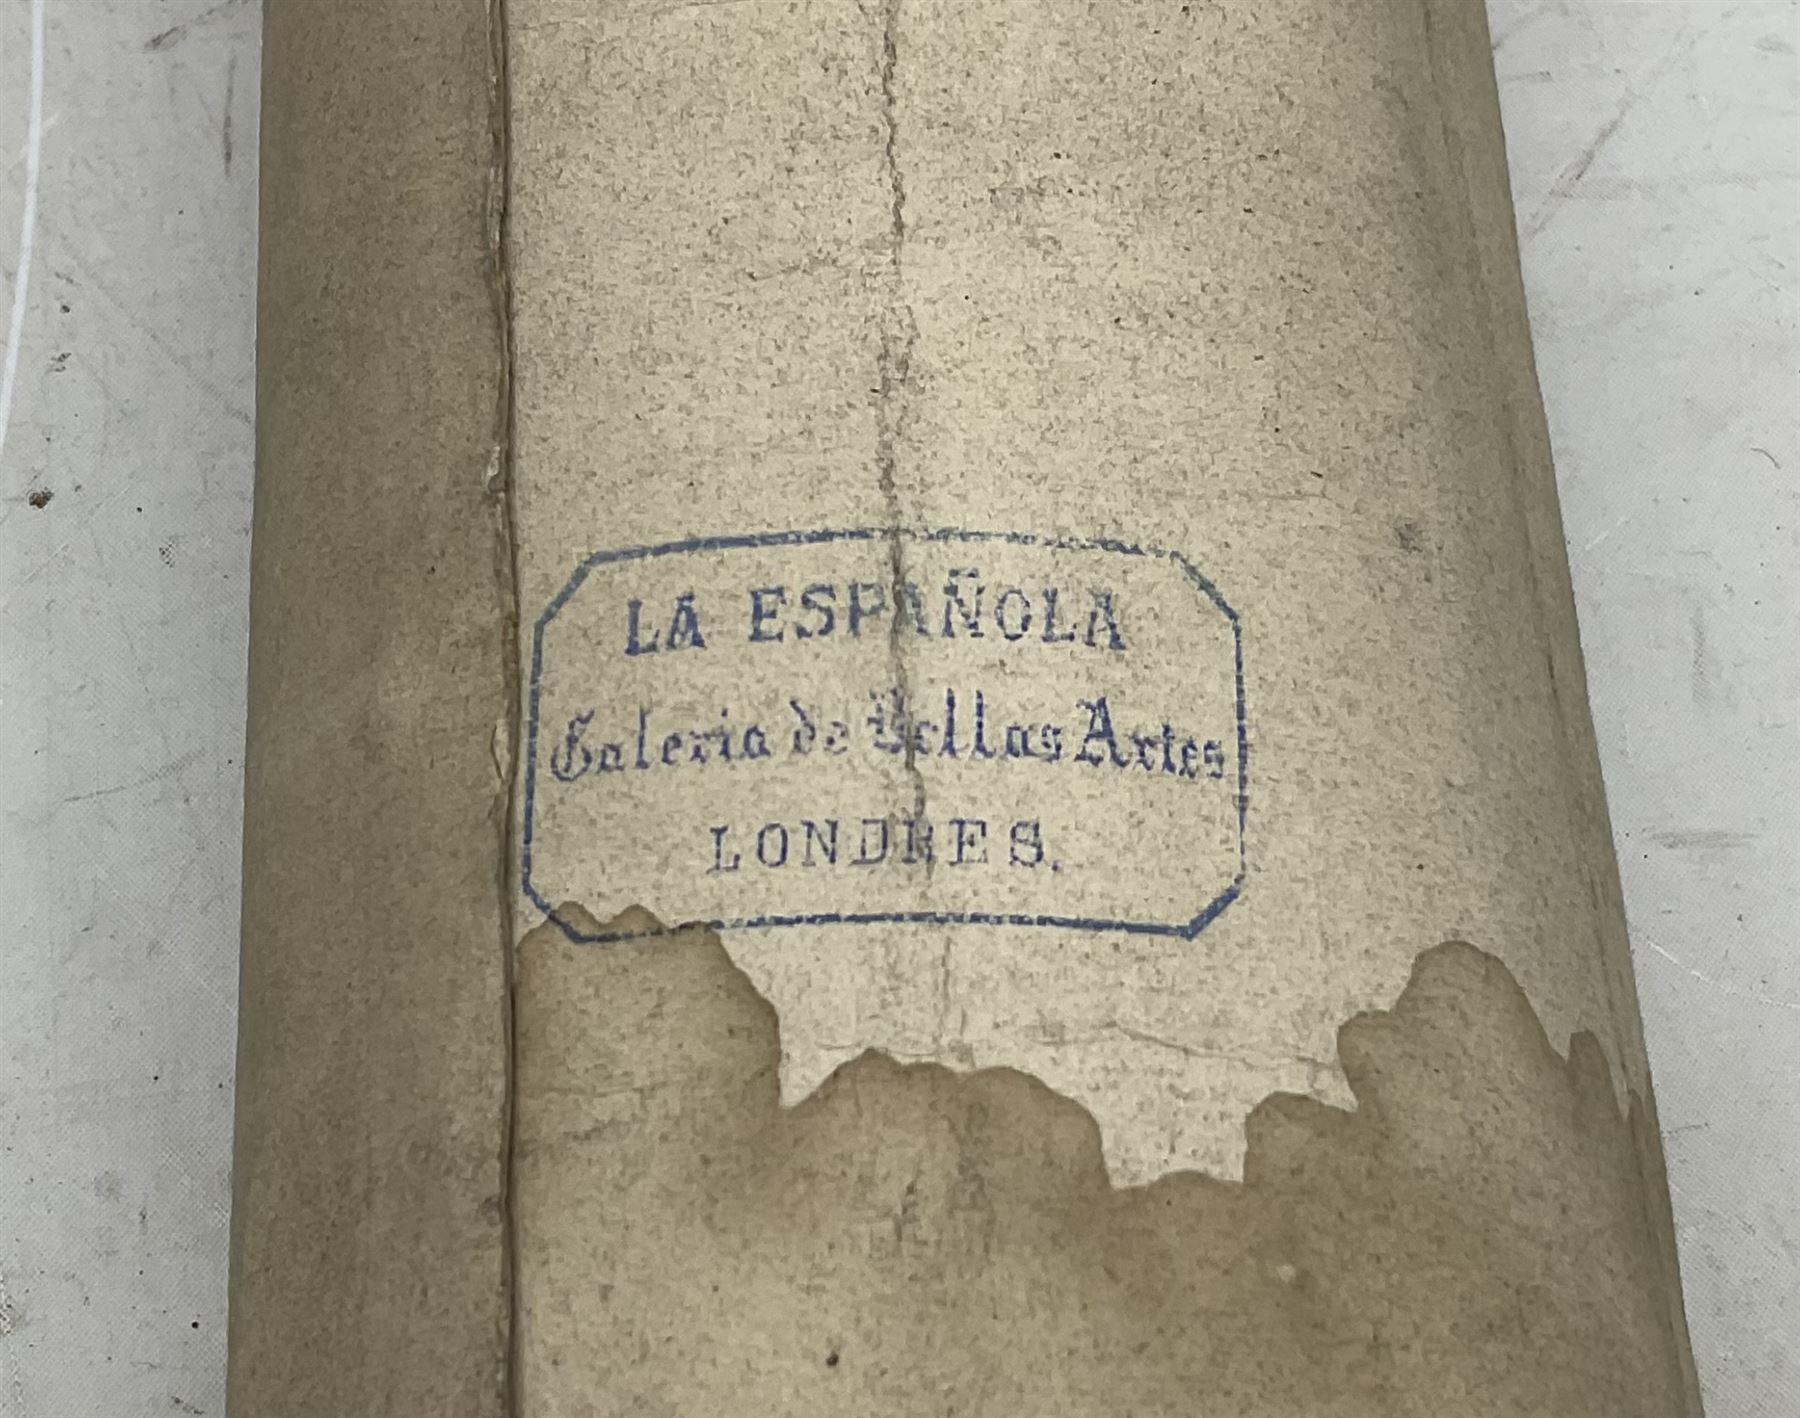 LA ESPAÑOLA
Galeria de Bellas Artes
LONDRES.